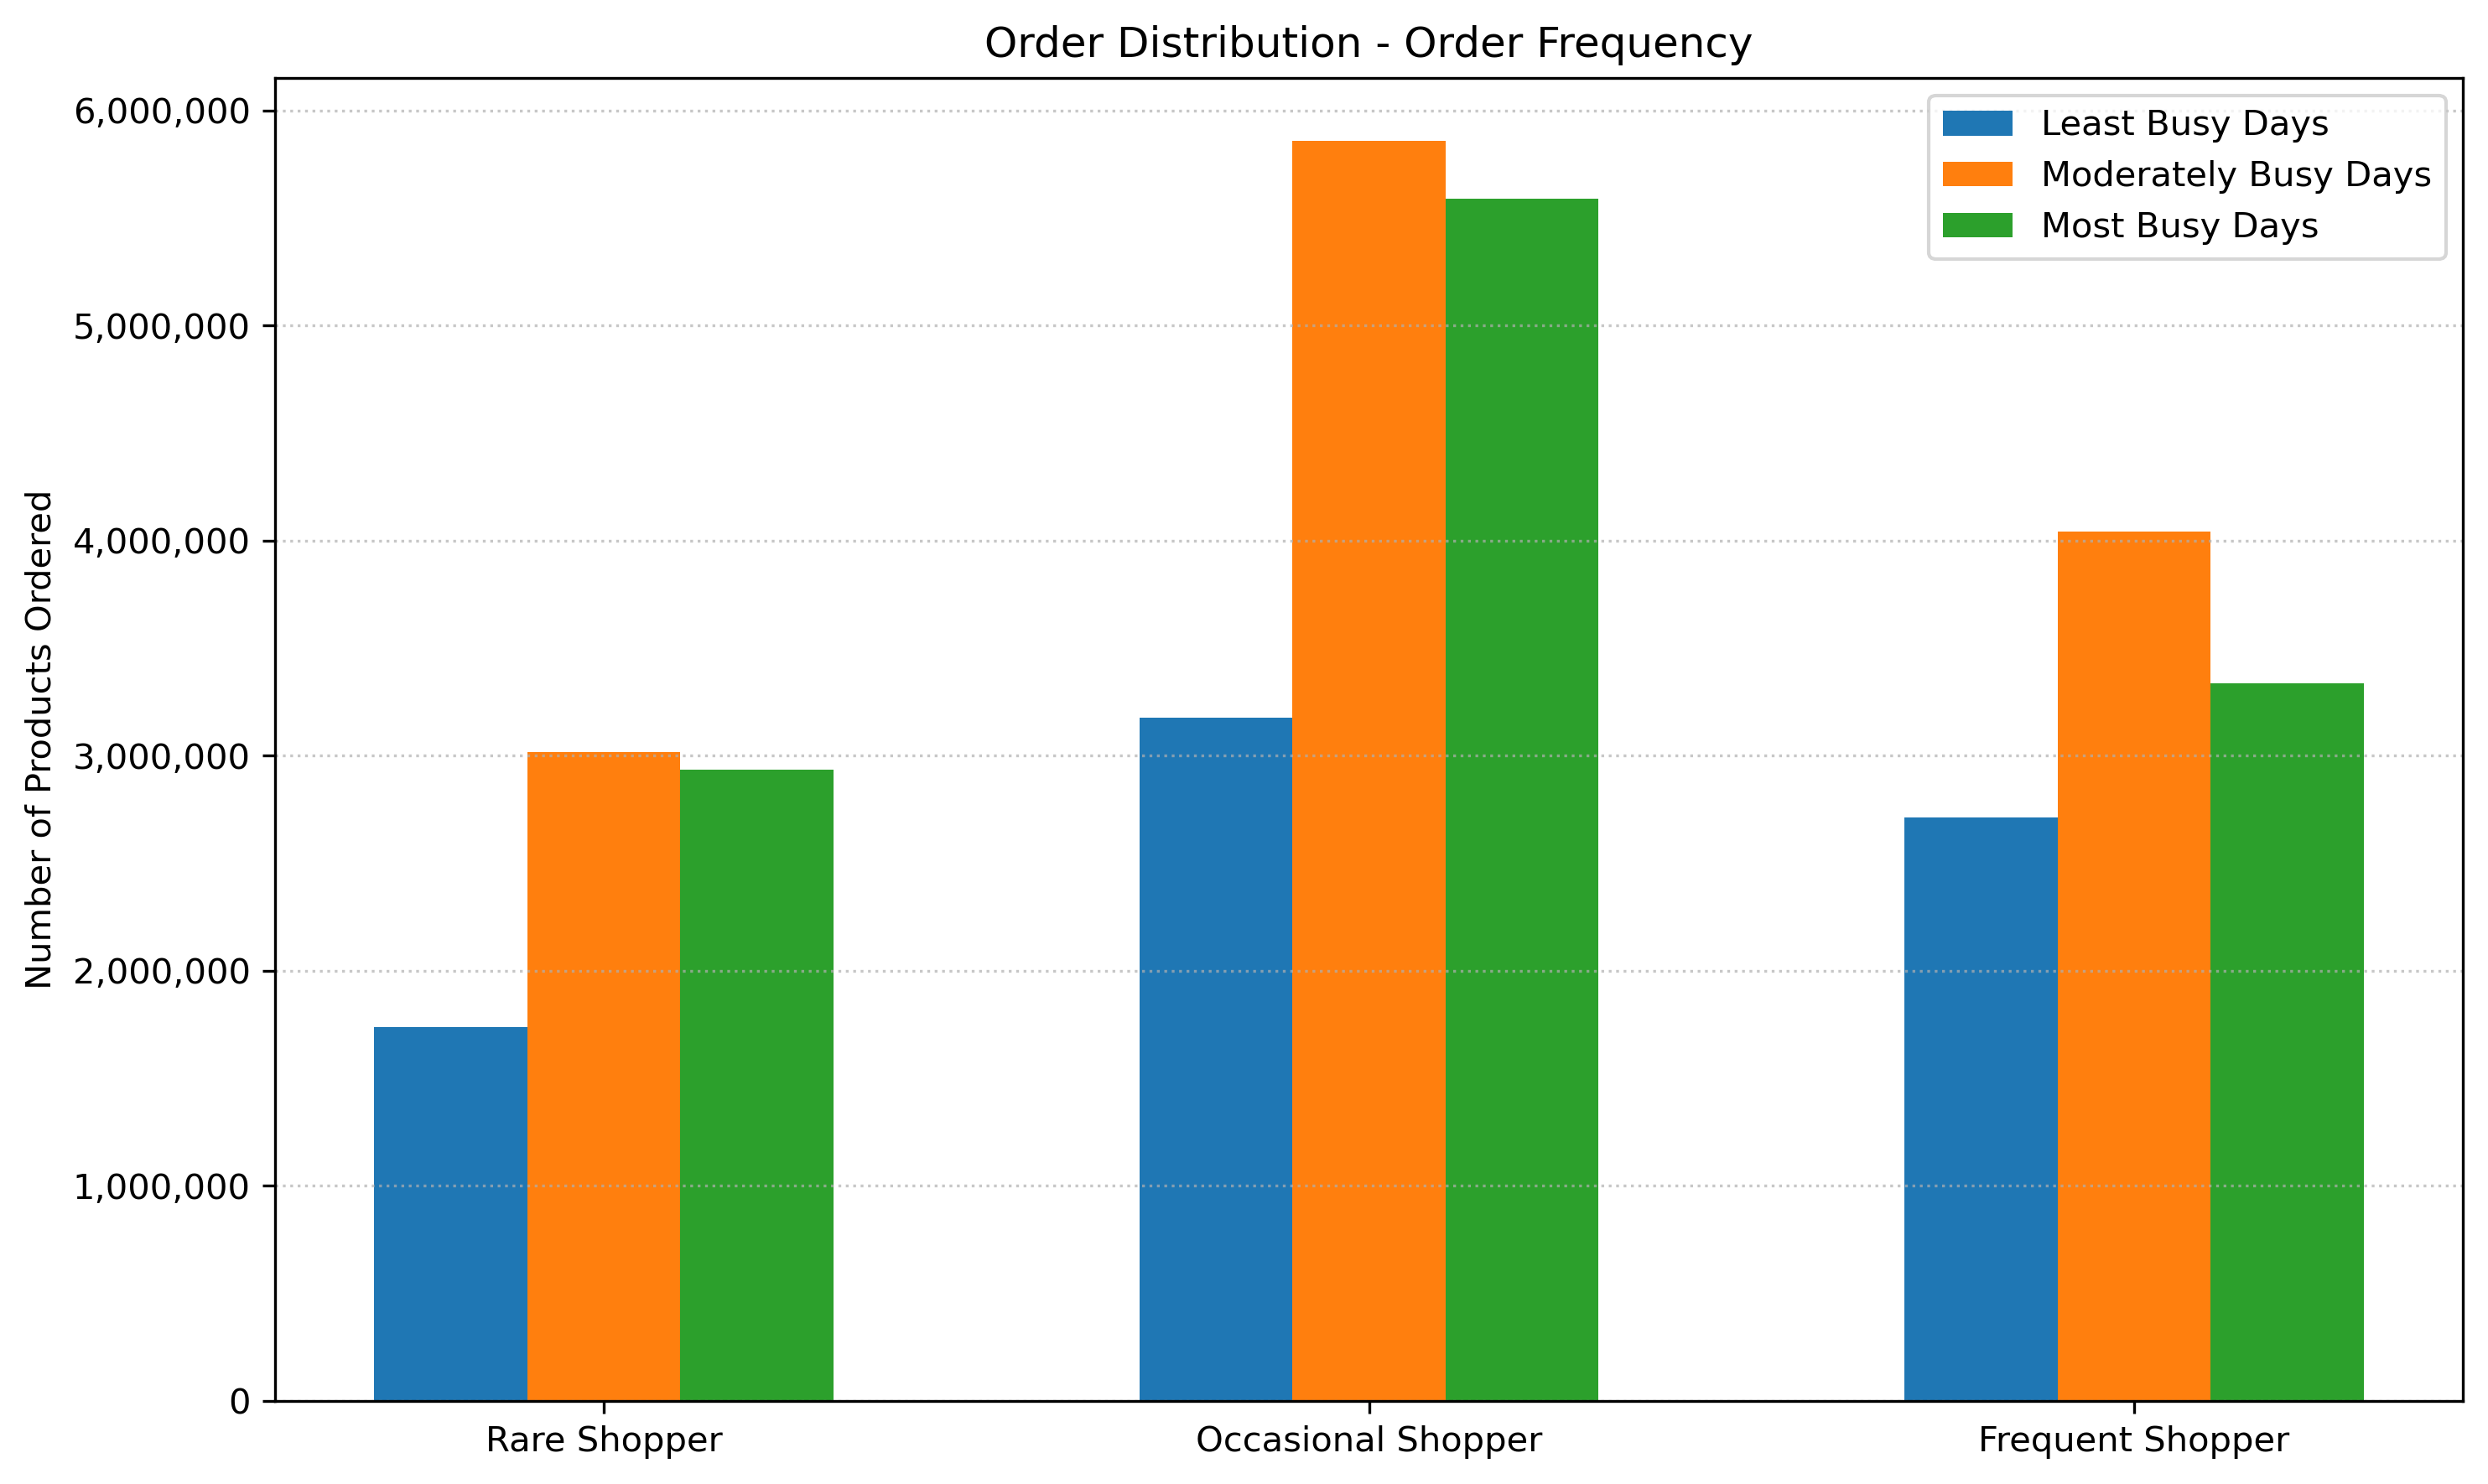 Order Distribution - Order Frequency
6,000,000
5,000,000
4,000,000
3,000,000
2,000,000
1,000,000
0
Number of Products Ordered
Least Busy Days
Moderately Busy Days
Most Busy Days
Rare Shopper
Occasional Shopper
Frequent Shopper